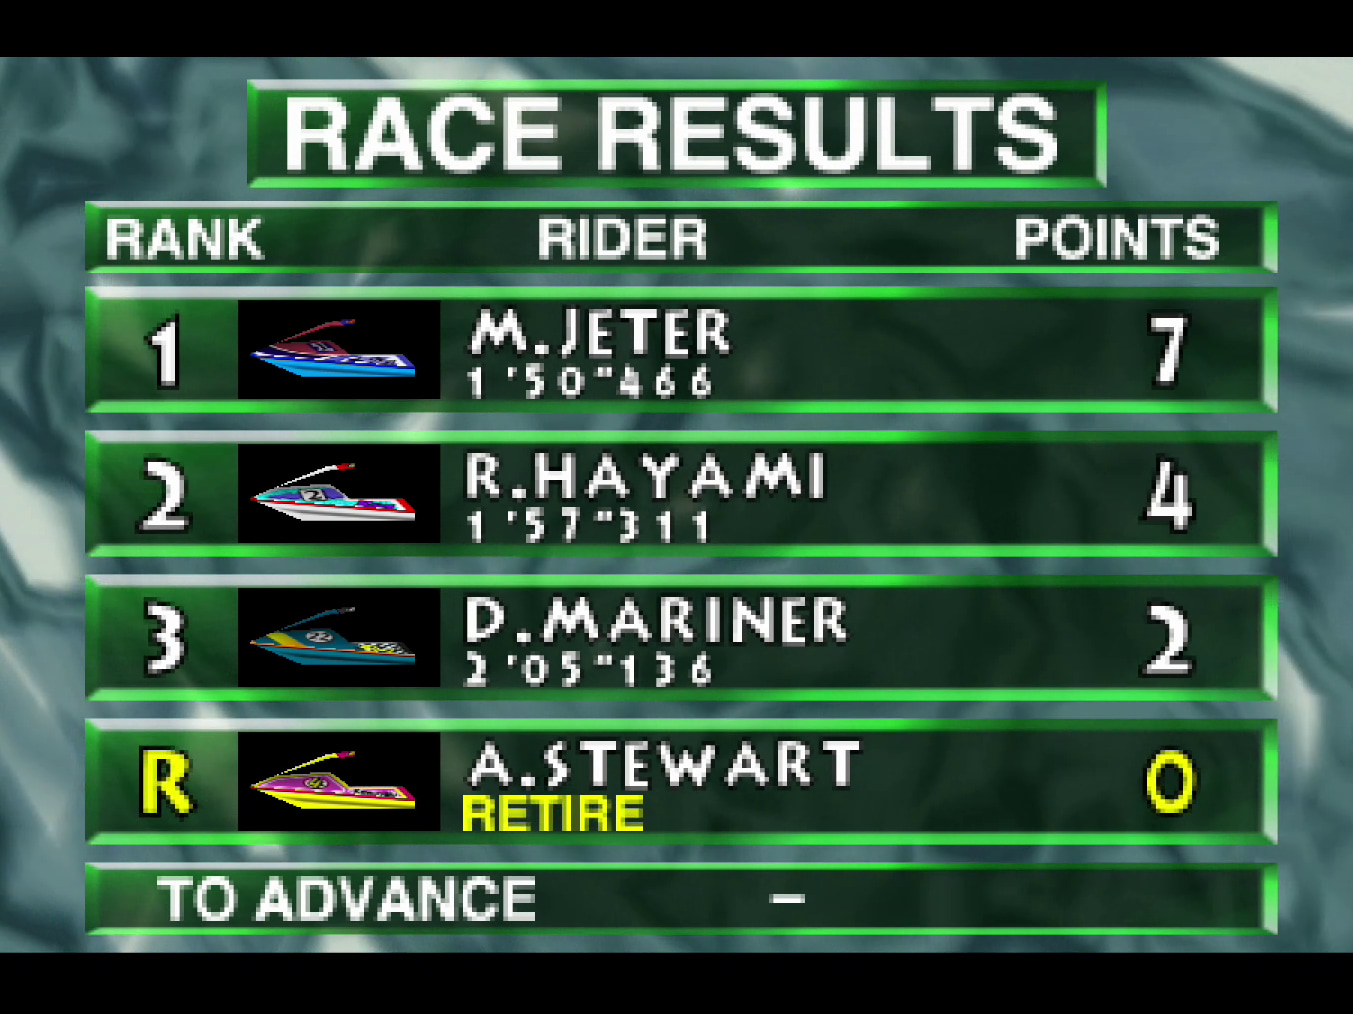 RACE RESULTS
RANK RIDER POINTS
1 M.JETER 7
1'50"466
2 R.HAYAMI 4
1'57"311
3 D.MARINER 2
2'05"136
R A.STEWART 0
RETIRE
TO ADVANCE –